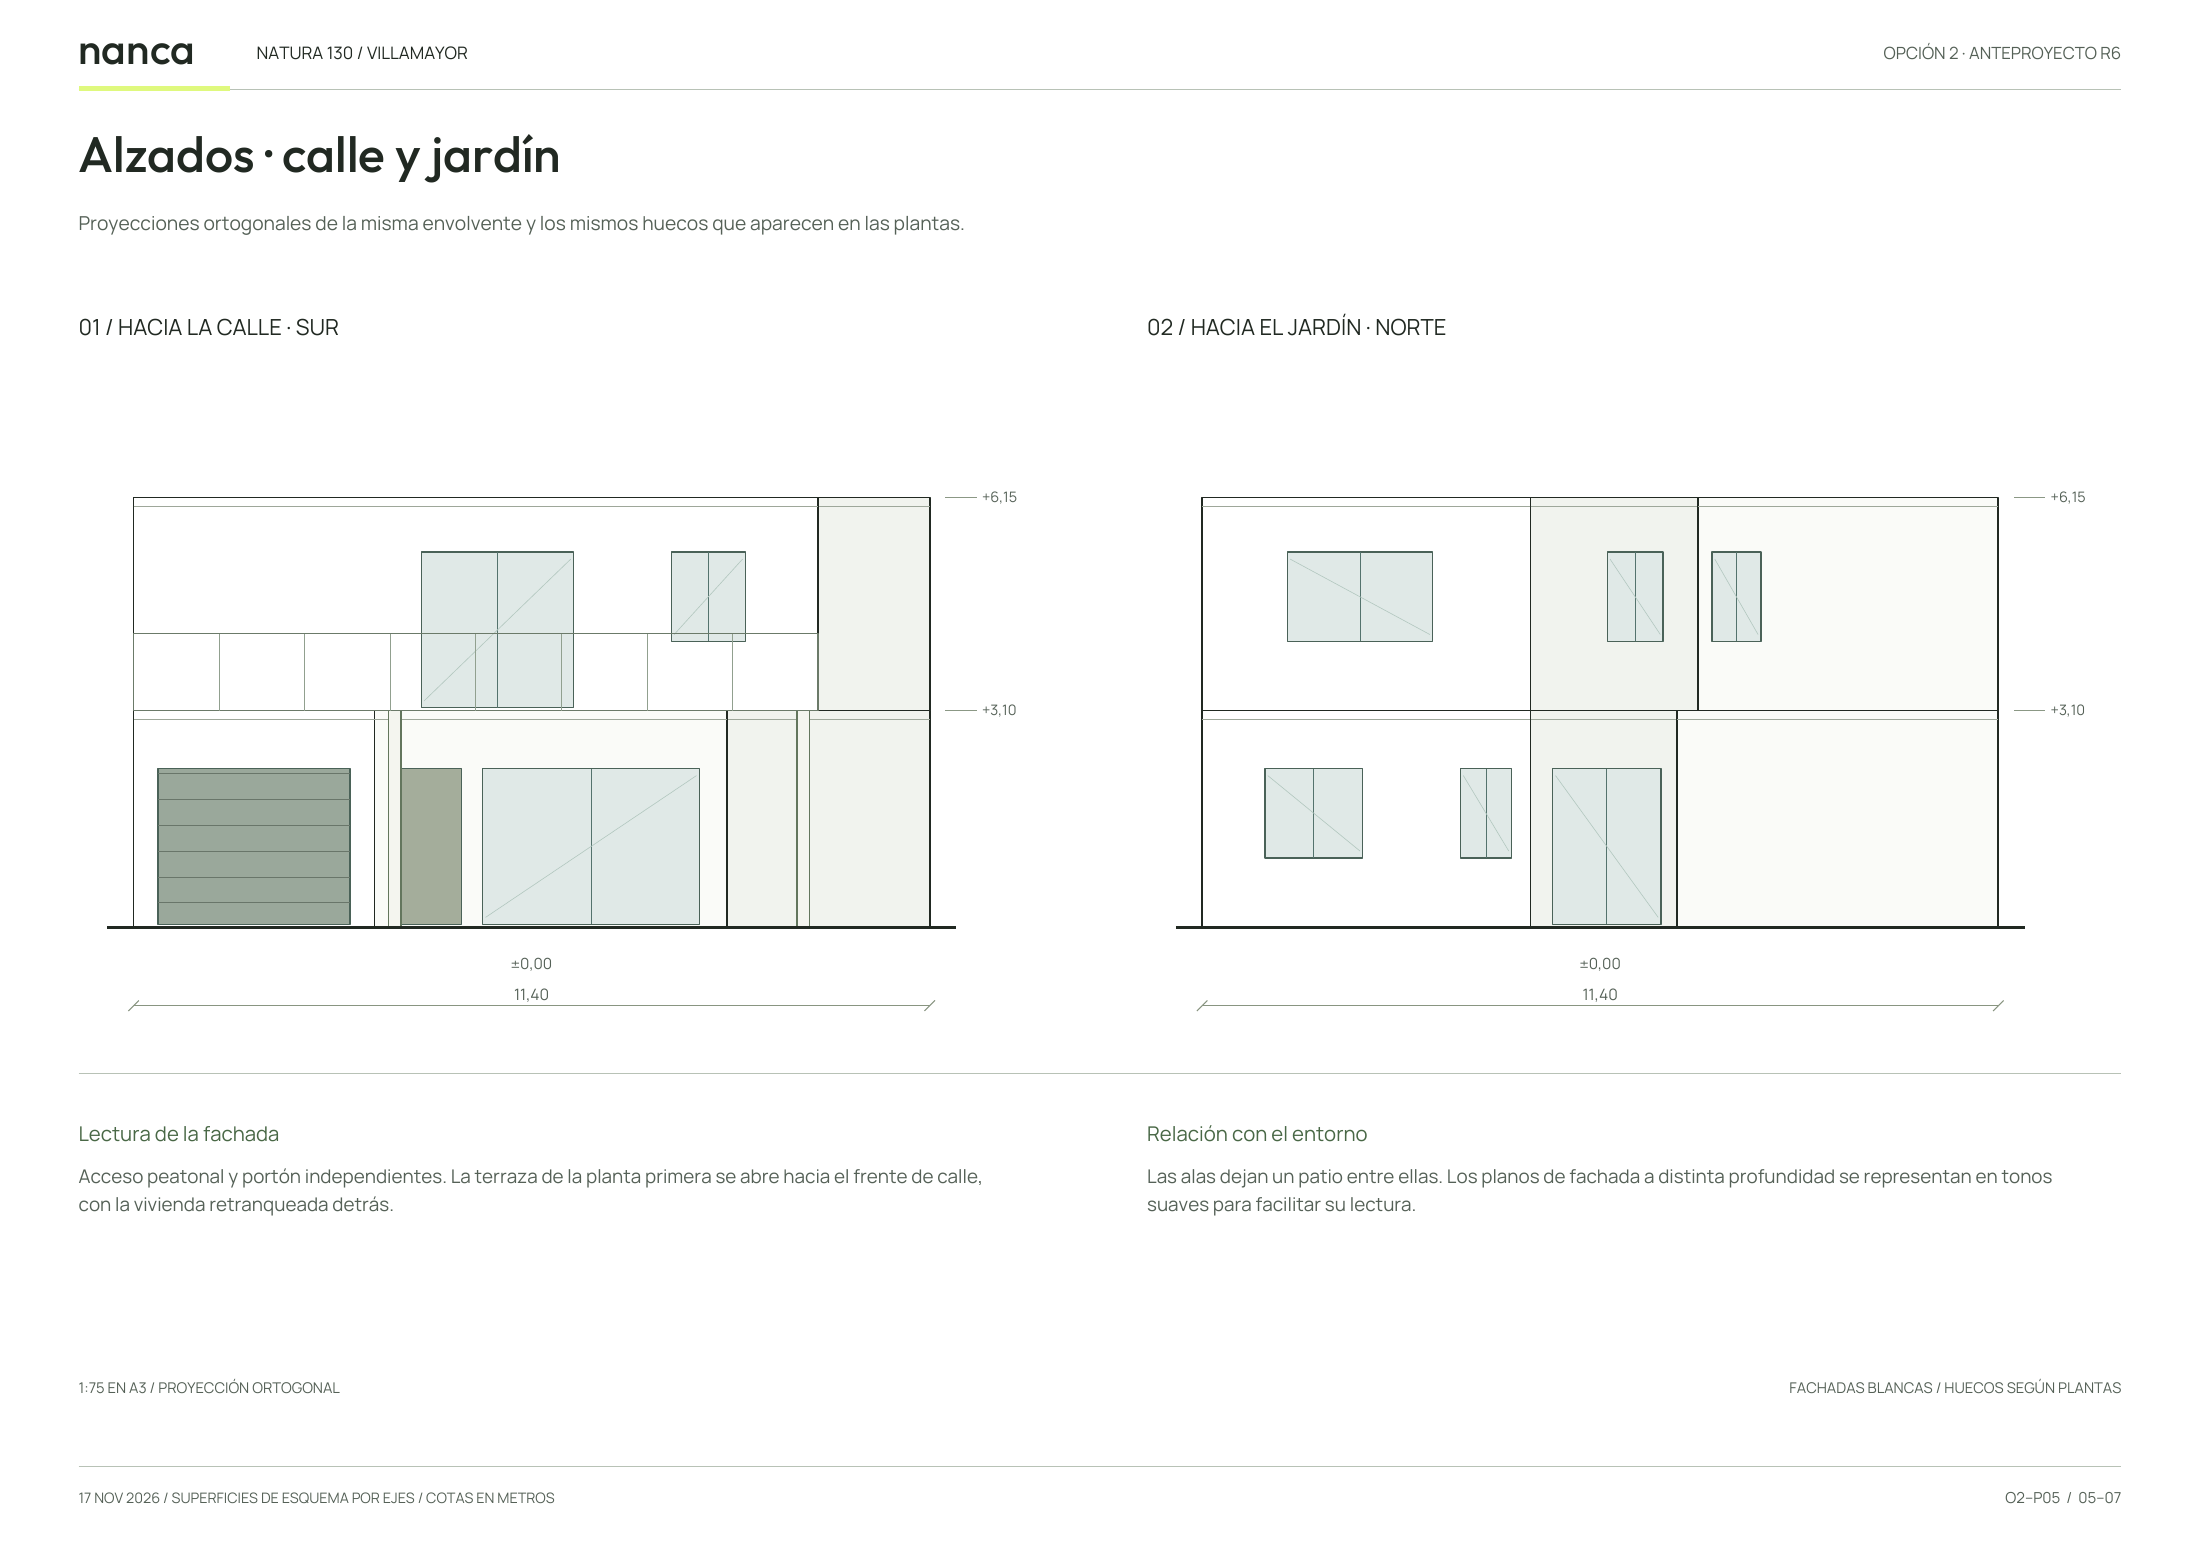 nanca
NATURA 130 / VILLAMAYOR
OPCIÓN 2 · ANTEPROYECTO R6
Alzados · calle y jardín
Proyecciones ortogonales de la misma envolvente y los mismos huecos que aparecen en las plantas.
01 / HACIA LA CALLE · SUR
+6,15
+3,10
±0,00
11,40
02 / HACIA EL JARDÍN · NORTE
+6,15
+3,10
±0,00
11,40
Lectura de la fachada
Acceso peatonal y portón independientes. La terraza de la planta primera se abre hacia el frente de calle,
con la vivienda retranqueada detrás.
Relación con el entorno
Las alas dejan un patio entre ellas. Los planos de fachada a distinta profundidad se representan en tonos
suaves para facilitar su lectura.
1:75 EN A3 / PROYECCIÓN ORTOGONAL
FACHADAS BLANCAS / HUECOS SEGÚN PLANTAS
17 NOV 2026 / SUPERFICIES DE ESQUEMA POR EJES / COTAS EN METROS
O2–P05 / 05–07